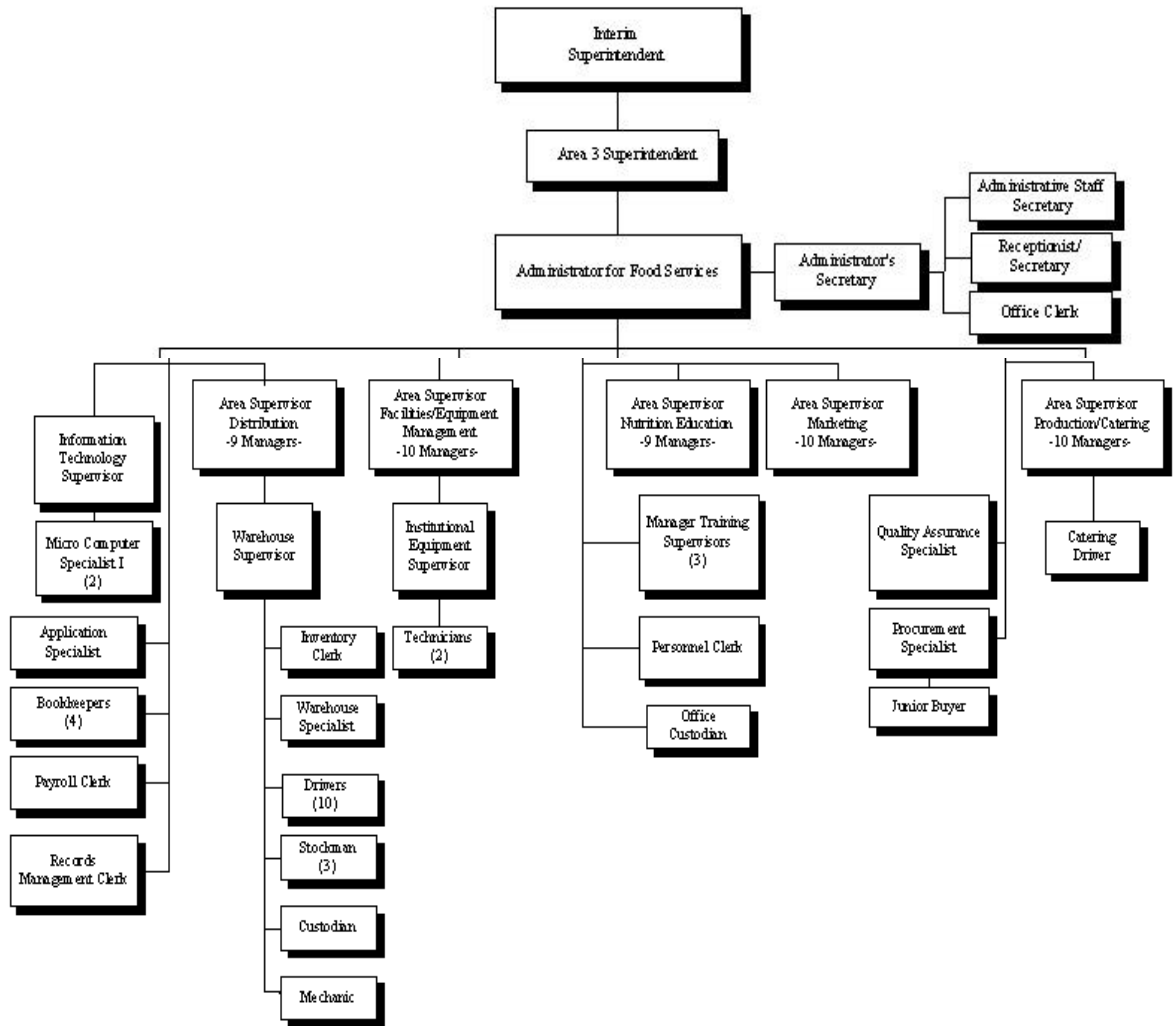 Interim
Superintendent
Area 3 Superintendent
Administrator for Food Services
Administrator's
Secretary
Administrative Staff
Secretary
Receptionist/
Secretary
Office Clerk
Information
Technology
Supervisor
Area Supervisor
Distribution
-9 Managers-
Area Supervisor
Facilities/Equipment
Management
-10 Managers-
Area Supervisor
Nutrition Education
-9 Managers-
Area Supervisor
Marketing
-10 Managers-
Area Supervisor
Production/Catering
-10 Managers-
Micro Computer
Specialist I
(2)
Warehouse
Supervisor
Institutional
Equipment
Supervisor
Manager Training
Supervisors
(3)
Quality Assurance
Specialist
Catering
Driver
Application
Specialist
Inventory
Clerk
Technicians
(2)
Personnel Clerk
Procurement
Specialist
Bookkeepers
(4)
Warehouse
Specialist
Office
Custodian
Junior Buyer
Payroll Clerk
Drivers
(10)
Records
Management Clerk
Stockman
(3)
Custodian
Mechanic